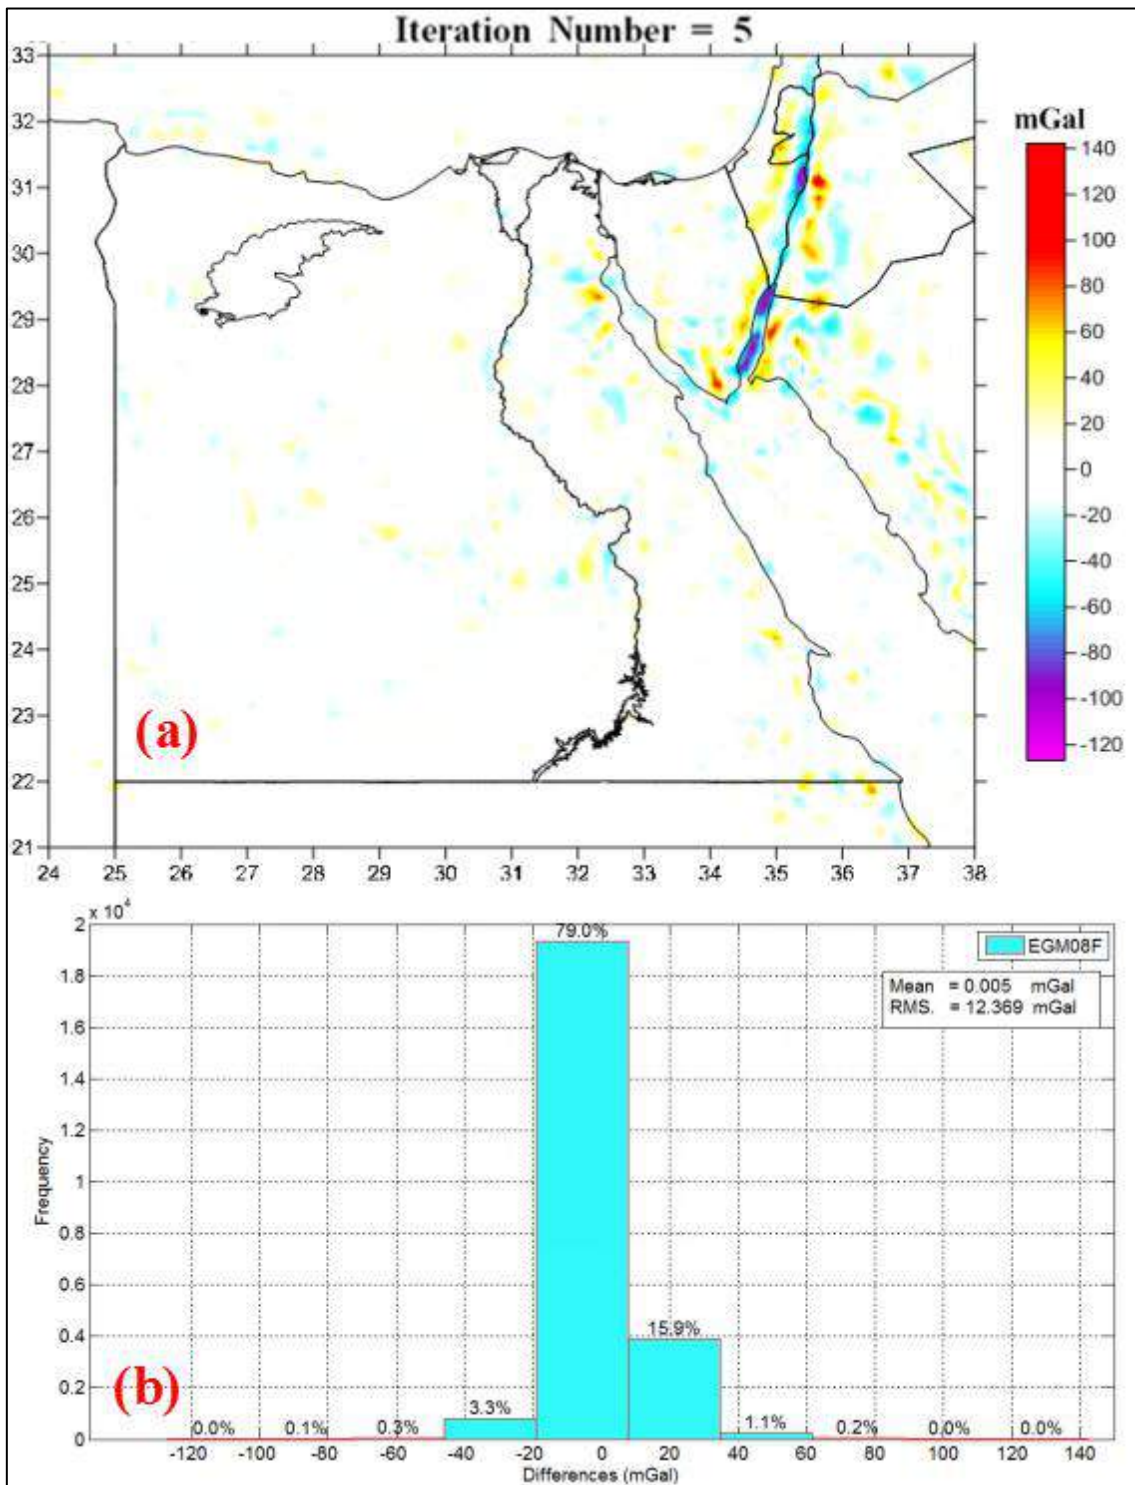 Iteration Number = 5
33
32
31
30
29
28
27
26
25
24
23
22
21
24 25 26 27 28 29 30 31 32 33 34 35 36 37 38
(a)
mGal
140
120
100
80
60
40
20
0
-20
-40
-60
-80
-100
-120
x 10^4
2
1.8
1.6
1.4
1.2
1
0.8
0.6
0.4
0.2
0
Frequency
0.0% 0.1% 0.3% 3.3% 79.0% 15.9% 1.1% 0.2% 0.0% 0.0%
EGM08F
Mean = 0.005 mGal
RMS. = 12.369 mGal
(b)
-120 -100 -80 -60 -40 -20 0 20 40 60 80 100 120 140
Differences (mGal)